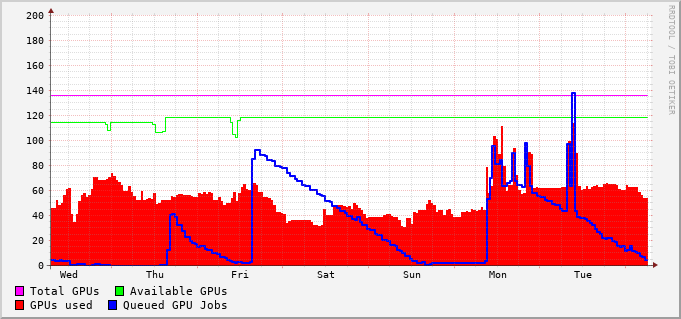 200
180
160
140
120
100
80
60
40
20
0
Wed Thu Fri Sat Sun Mon Tue
Total GPUs Available GPUs
GPUs used Queued GPU Jobs
RRDTOOL / TOBI OETIKER